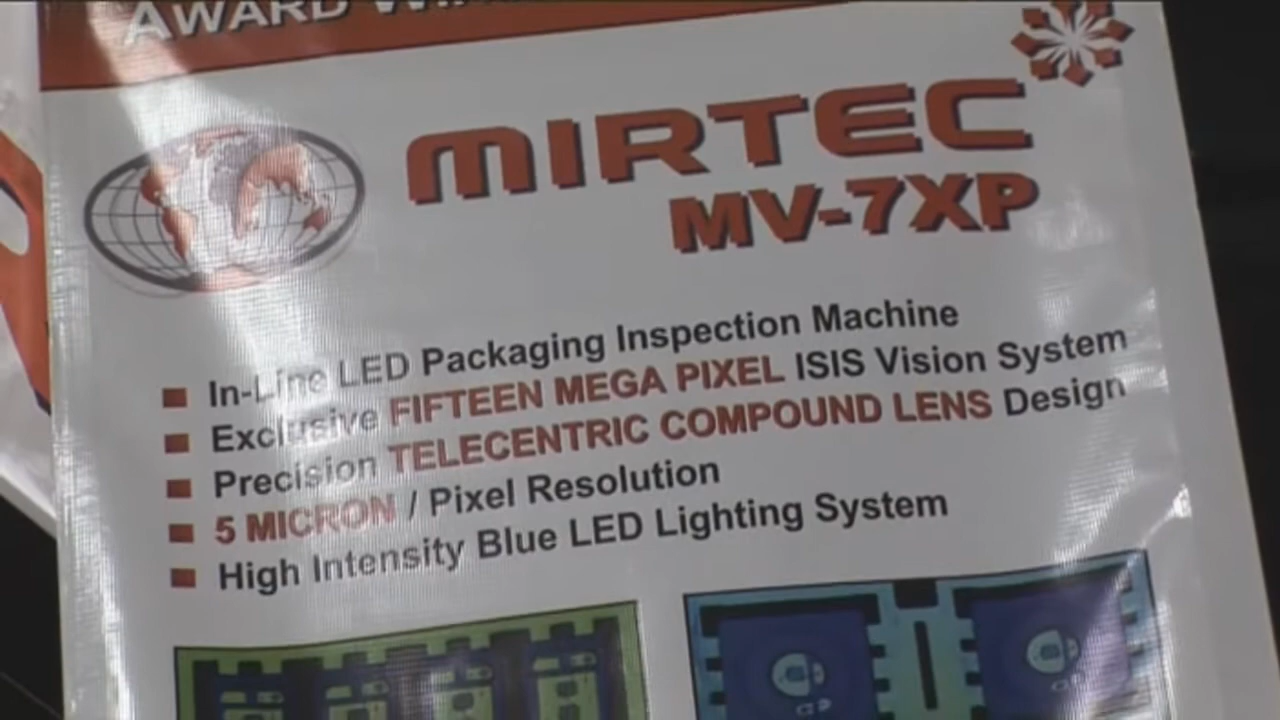 AWARD
MIRTEC
MV-7XP
In-Line LED Packaging Inspection Machine
Exclusive FIFTEEN MEGA PIXEL ISIS Vision System
Precision TELECENTRIC COMPOUND LENS Design
5 MICRON / Pixel Resolution
High Intensity Blue LED Lighting System